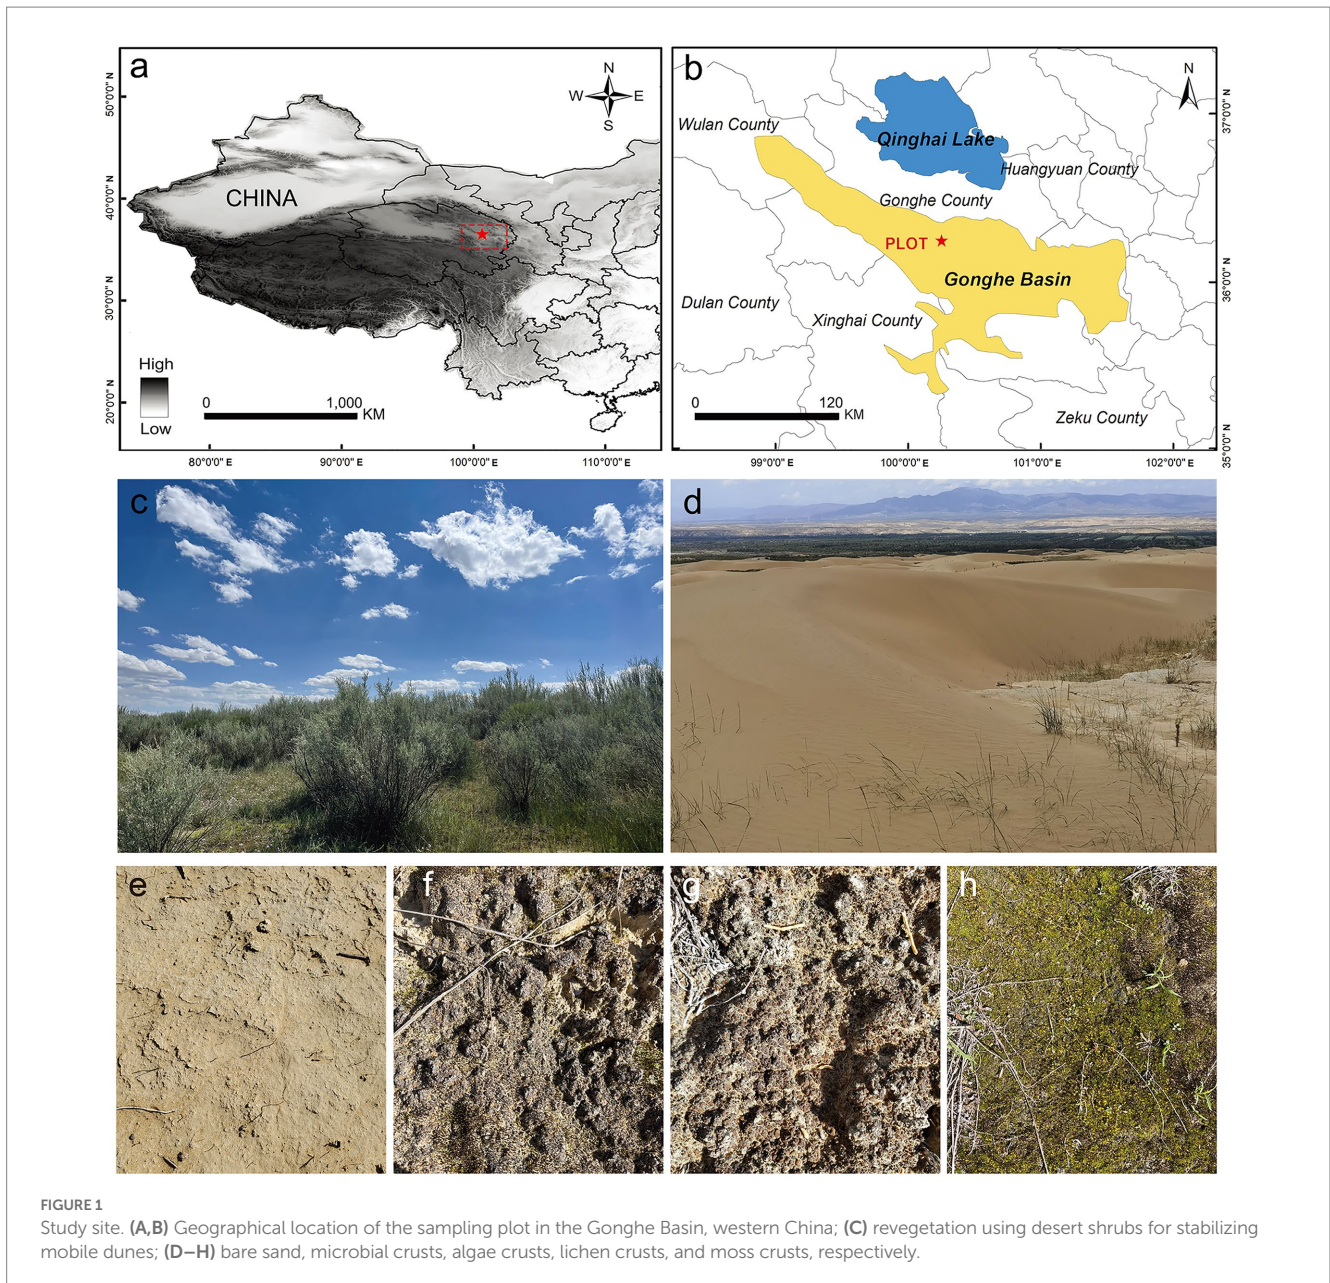 a
N
W E
S
50°0'0" N
40°0'0" N
30°0'0" N
20°0'0" N
CHINA
High
Low
0 1,000
KM
80°0'0" E 90°0'0" E 100°0'0" E 110°0'0" E
b
N
Wulan County
Qinghai Lake
Huangyuan County
Gonghe County
PLOT
Gonghe Basin
Dulan County
Xinghai County
Zeku County
0 120
KM
37°0'0" N
36°0'0" N
35°0'0" N
99°0'0" E 100°0'0" E 101°0'0" E 102°0'0" E
c
d
e
f
g
h
FIGURE 1
Study site. (A,B) Geographical location of the sampling plot in the Gonghe Basin, western China; (C) revegetation using desert shrubs for stabilizing
mobile dunes; (D–H) bare sand, microbial crusts, algae crusts, lichen crusts, and moss crusts, respectively.